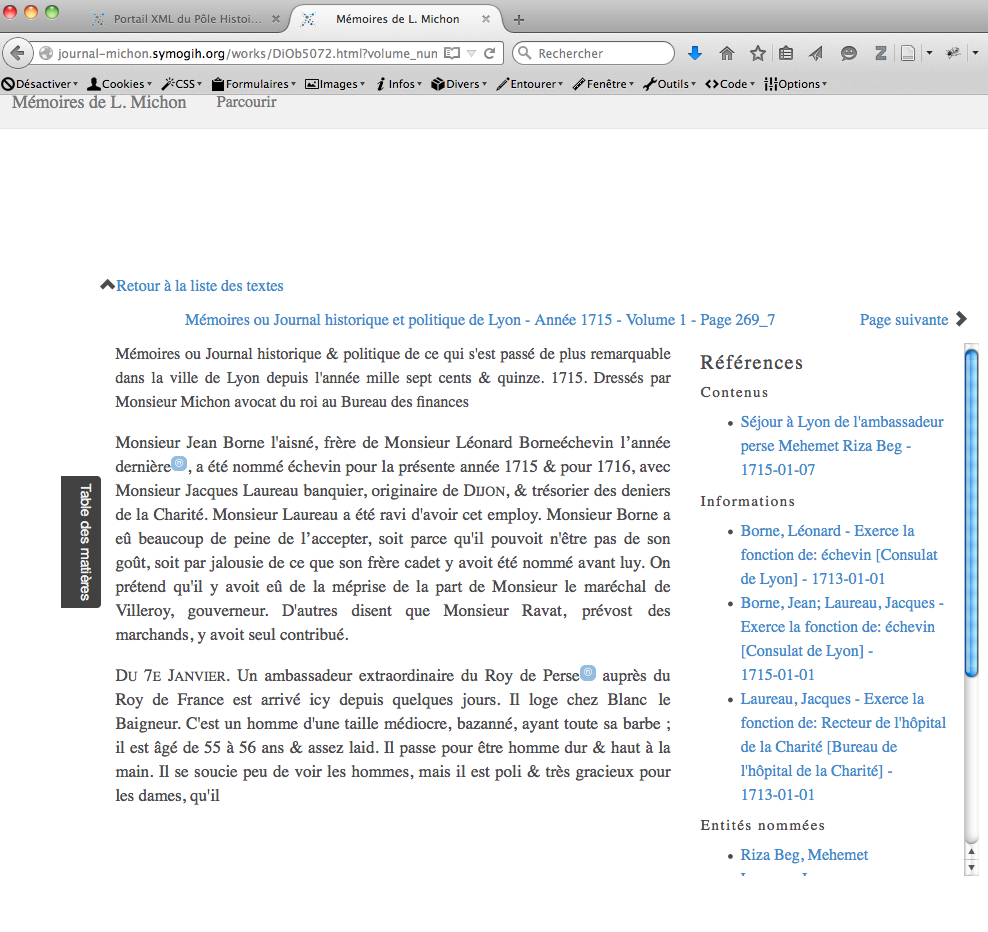 Portail XML du Pôle Histoi...
Mémoires de L. Michon
journal-michon.symogih.org/works/DiOb5072.html?volume_nun
Rechercher
Désactiver
Cookies
CSS
Formulaires
Images
Infos
Divers
Entourer
Fenêtre
Outils
Code
Options
Mémoires de L. Michon
Parcourir
Retour à la liste des textes
Mémoires ou Journal historique et politique de Lyon - Année 1715 - Volume 1 - Page 269_7
Page suivante
Table des matières
Mémoires ou Journal historique & politique de ce qui s'est passé de plus remarquable
dans la ville de Lyon depuis l'année mille sept cents & quinze. 1715. Dressés par
Monsieur Michon avocat du roi au Bureau des finances
Monsieur Jean Borne l'aisné, frère de Monsieur Léonard Borneéchevin l’année
dernière, a été nommé échevin pour la présente année 1715 & pour 1716, avec
Monsieur Jacques Laureau banquier, originaire de DIJON, & trésorier des deniers
de la Charité. Monsieur Laureau a été ravi d'avoir cet employ. Monsieur Borne a
eû beaucoup de peine de l’accepter, soit parce qu'il pouvoit n'être pas de son
goût, soit par jalousie de ce que son frère cadet y avoit été nommé avant luy. On
prétend qu'il y avoit eû de la méprise de la part de Monsieur le maréchal de
Villeroy, gouverneur. D'autres disent que Monsieur Ravat, prévost des
marchands, y avoit seul contribué.
DU 7E JANVIER. Un ambassadeur extraordinaire du Roy de Perse auprès du
Roy de France est arrivé icy depuis quelques jours. Il loge chez Blanc le
Baigneur. C'est un homme d'une taille médiocre, bazanné, ayant toute sa barbe ;
il est âgé de 55 à 56 ans & assez laid. Il passe pour être homme dur & haut à la
main. Il se soucie peu de voir les hommes, mais il est poli & très gracieux pour
les dames, qu'il
Références
Contenus
Séjour à Lyon de l'ambassadeur
perse Mehemet Riza Beg -
1715-01-07
Informations
Borne, Léonard - Exerce la
fonction de: échevin [Consulat
de Lyon] - 1713-01-01
Borne, Jean; Laureau, Jacques -
Exerce la fonction de: échevin
[Consulat de Lyon] -
1715-01-01
Laureau, Jacques - Exerce la
fonction de: Recteur de l'hôpital
de la Charité [Bureau de
l'hôpital de la Charité] -
1713-01-01
Entités nommées
Riza Beg, Mehemet